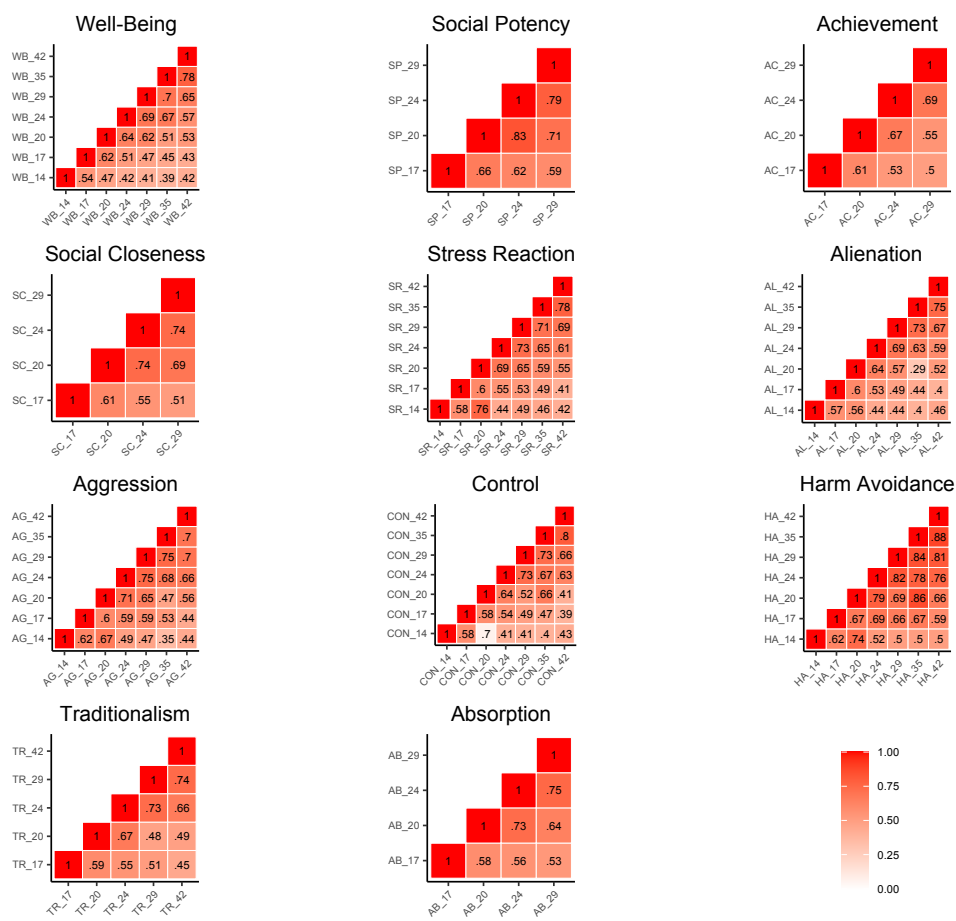 Well-Being
WB_42 1
WB_35 1 .78
WB_29 1 .7 .65
WB_24 1 .69 .67 .57
WB_20 1 .64 .62 .51 .53
WB_17 1 .62 .51 .47 .45 .43
WB_14 1 .54 .47 .42 .41 .39 .42
WB_14 WB_17 WB_20 WB_24 WB_29 WB_35 WB_42
Social Potency
SP_29 1
SP_24 1 .79
SP_20 1 .83 .71
SP_17 1 .66 .62 .59
SP_17 SP_20 SP_24 SP_29
Achievement
AC_29 1
AC_24 1 .69
AC_20 1 .67 .55
AC_17 1 .61 .53 .5
AC_17 AC_20 AC_24 AC_29
Social Closeness
SC_29 1
SC_24 1 .74
SC_20 1 .74 .69
SC_17 1 .61 .55 .51
SC_17 SC_20 SC_24 SC_29
Stress Reaction
SR_42 1
SR_35 1 .78
SR_29 1 .71 .69
SR_24 1 .73 .65 .61
SR_20 1 .69 .65 .59 .55
SR_17 1 .6 .55 .53 .49 .41
SR_14 1 .58 .76 .44 .49 .46 .42
SR_14 SR_17 SR_20 SR_24 SR_29 SR_35 SR_42
Alienation
AL_42 1
AL_35 1 .75
AL_29 1 .73 .67
AL_24 1 .69 .63 .59
AL_20 1 .64 .57 .29 .52
AL_17 1 .6 .53 .49 .44 .4
AL_14 1 .57 .56 .44 .44 .4 .46
AL_14 AL_17 AL_20 AL_24 AL_29 AL_35 AL_42
Aggression
AG_42 1
AG_35 1 .7
AG_29 1 .75 .7
AG_24 1 .75 .68 .66
AG_20 1 .71 .65 .47 .56
AG_17 1 .6 .59 .59 .53 .44
AG_14 1 .62 .67 .49 .47 .35 .44
AG_14 AG_17 AG_20 AG_24 AG_29 AG_35 AG_42
Control
CON_42 1
CON_35 1 .8
CON_29 1 .73 .66
CON_24 1 .73 .67 .63
CON_20 1 .64 .52 .66 .41
CON_17 1 .58 .54 .49 .47 .39
CON_14 1 .58 .7 .41 .41 .4 .43
CON_14 CON_17 CON_20 CON_24 CON_29 CON_35 CON_42
Harm Avoidance
HA_42 1
HA_35 1 .88
HA_29 1 .84 .81
HA_24 1 .82 .78 .76
HA_20 1 .79 .69 .86 .66
HA_17 1 .67 .69 .66 .67 .59
HA_14 1 .62 .74 .52 .5 .5 .5
HA_14 HA_17 HA_20 HA_24 HA_29 HA_35 HA_42
Traditionalism
TR_42 1
TR_29 1 .74
TR_24 1 .73 .66
TR_20 1 .67 .48 .49
TR_17 1 .59 .55 .51 .45
TR_17 TR_20 TR_24 TR_29 TR_42
Absorption
AB_29 1
AB_24 1 .75
AB_20 1 .73 .64
AB_17 1 .58 .56 .53
AB_17 AB_20 AB_24 AB_29
1.00
0.75
0.50
0.25
0.00